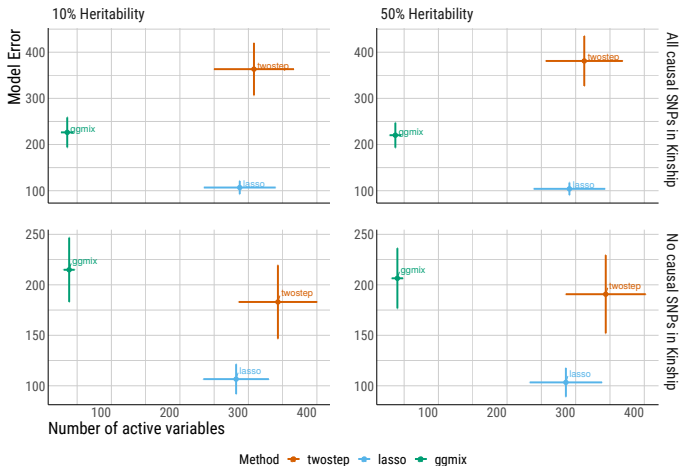 10% Heritability
50% Heritability
Model Error
400
300
200
100
twostep
ggmix
lasso
400
300
200
100
twostep
ggmix
lasso
All causal SNPs in Kinship
250
200
150
100
ggmix
twostep
lasso
250
200
150
100
ggmix
twostep
lasso
No causal SNPs in Kinship
100 200 300 400
100 200 300 400
Number of active variables
Method twostep lasso ggmix